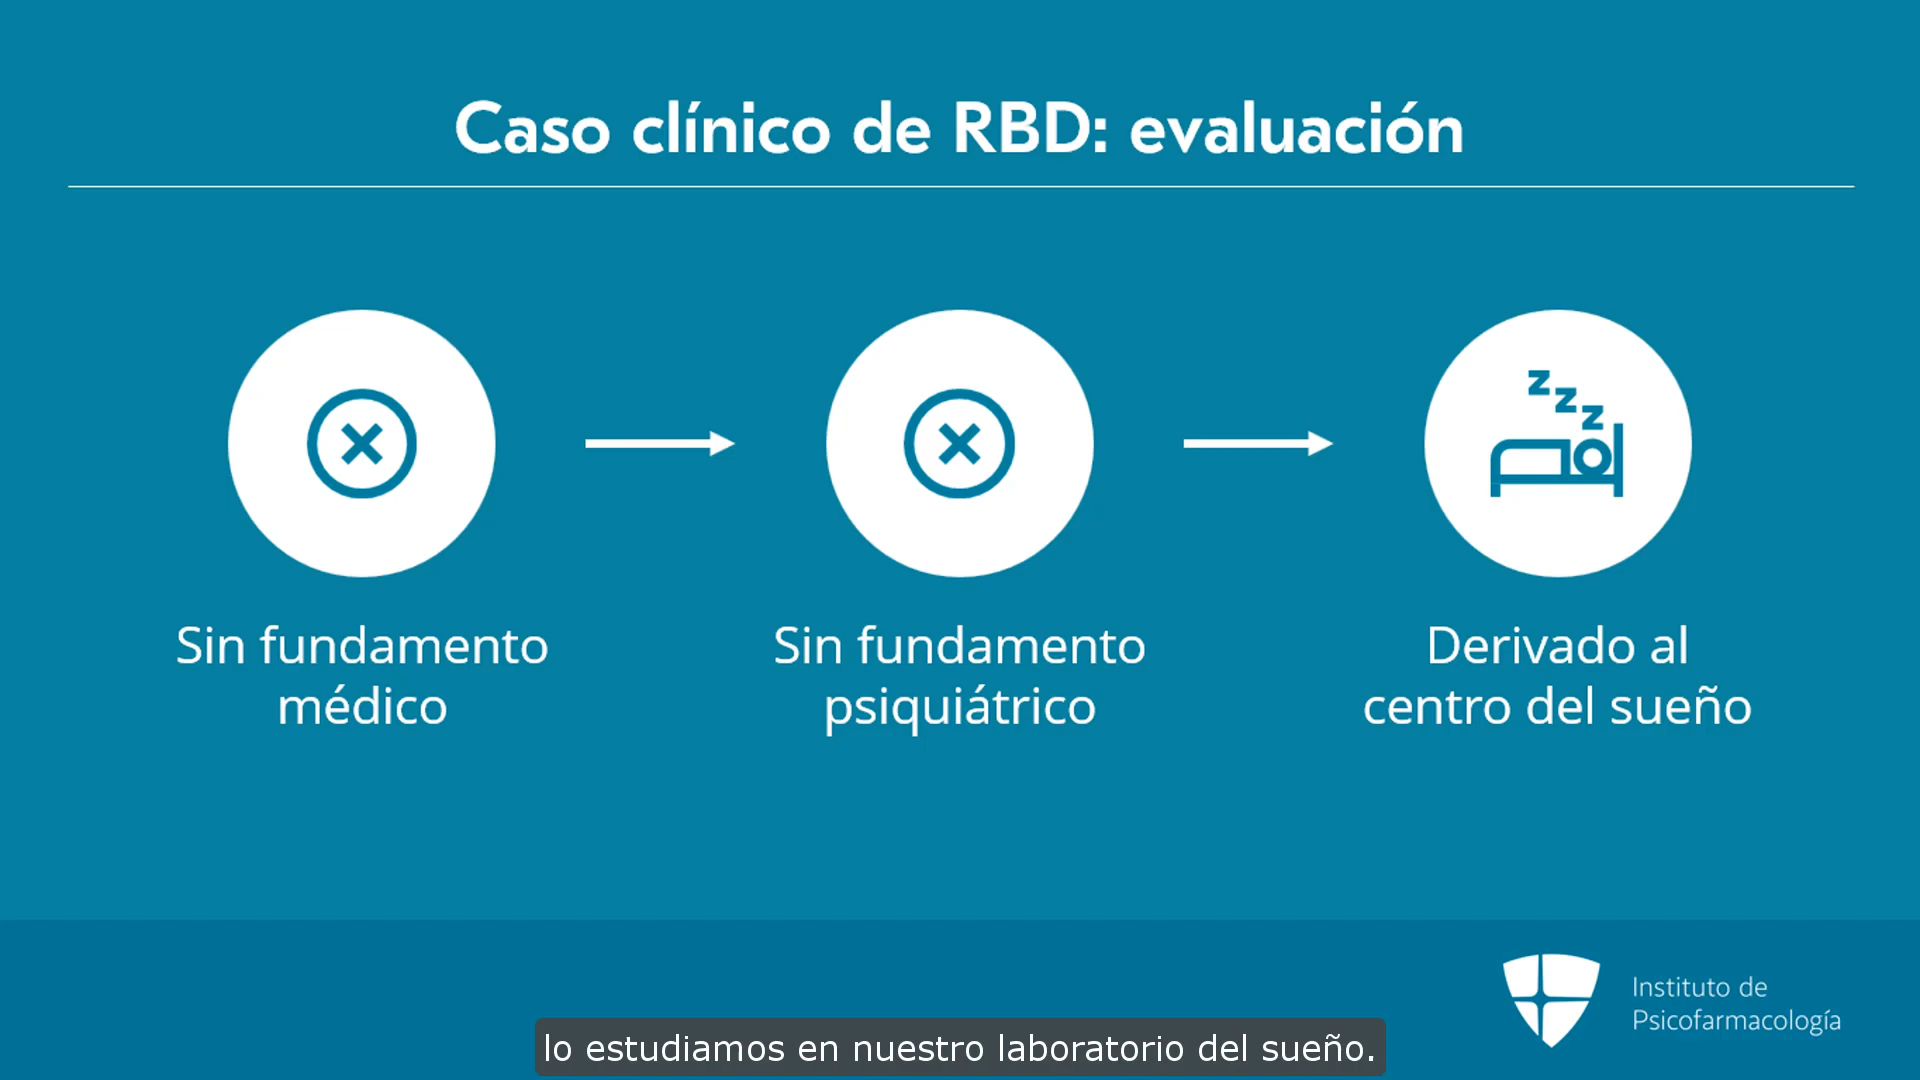 Caso clínico de RBD: evaluación
Sin fundamento
médico
Sin fundamento
psiquiátrico
z z z
Derivado al
centro del sueño
Instituto de
Psicofarmacología
lo estudiamos en nuestro laboratorio del sueño.